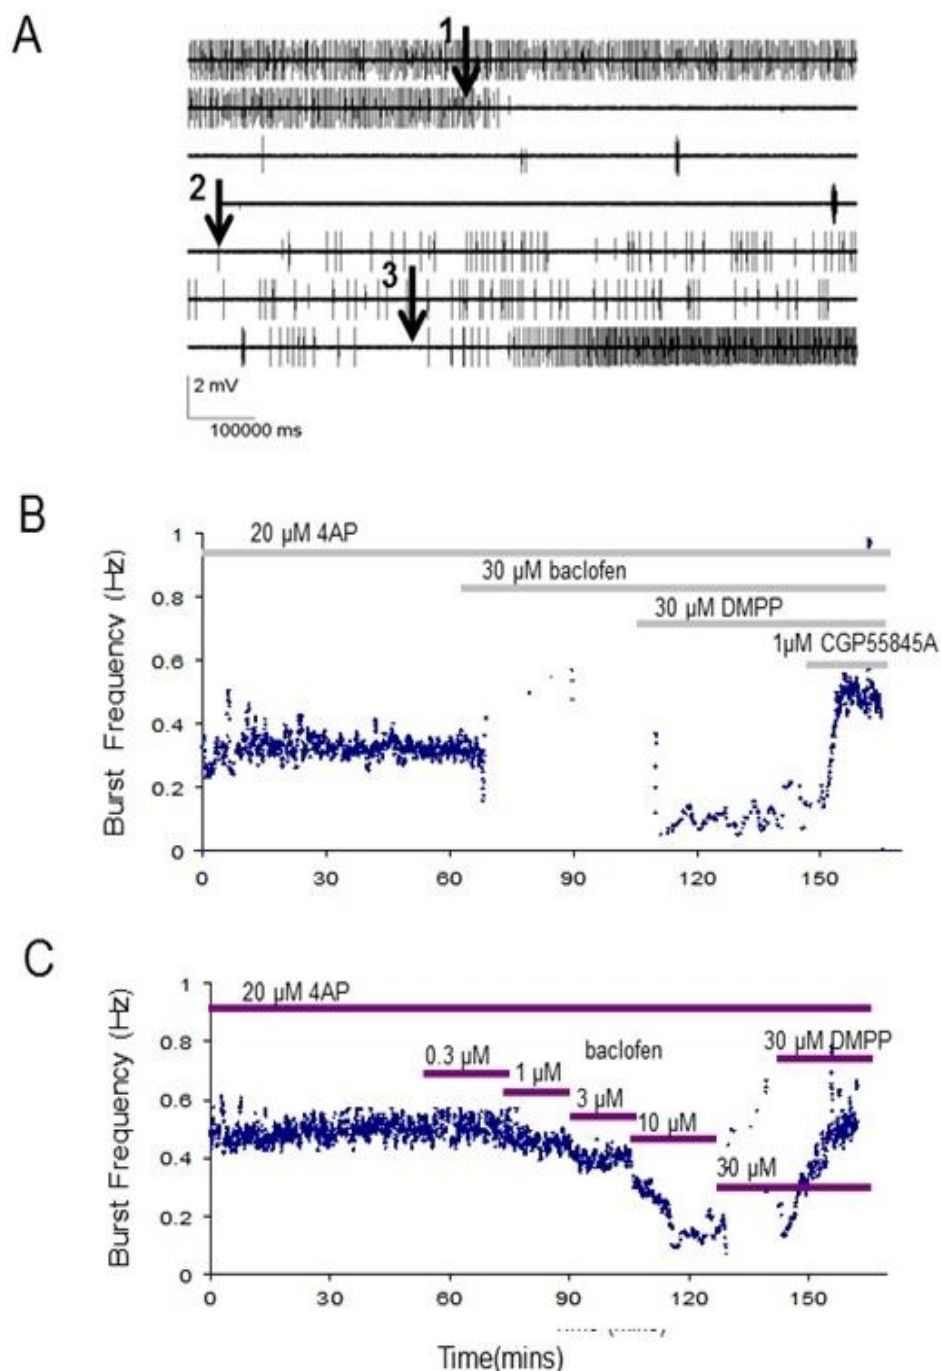 A
1
2
3
2 mV
100000 ms
B
Burst Frequency (Hz)
1
0.8
0.6
0.4
0.2
0
20 µM 4AP
30 µM baclofen
30 µM DMPP
1µM CGP55845A
0 30 60 90 120 150
C
Burst Frequency (Hz)
1
0.8
0.6
0.4
0.2
0
20 µM 4AP
30 µM DMPP
baclofen
0.3 µM
1 µM
3 µM
10 µM
30 µM
0 30 60 90 120 150
Time(mins)